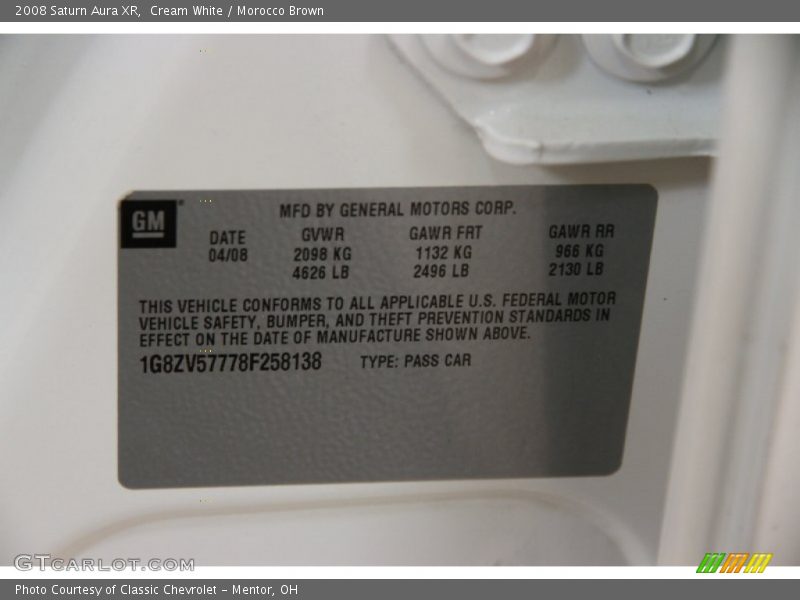 2008 Saturn Aura XR,  Cream White / Morocco Brown
GM
MFD BY GENERAL MOTORS CORP.
DATE GVWR GAWR FRT GAWR RR
04/08 2098 KG 1132 KG 966 KG
4626 LB 2496 LB 2130 LB
THIS VEHICLE CONFORMS TO ALL APPLICABLE U.S. FEDERAL MOTOR
VEHICLE SAFETY, BUMPER, AND THEFT PREVENTION STANDARDS IN
EFFECT ON THE DATE OF MANUFACTURE SHOWN ABOVE.
1G8ZV57778F258138 TYPE: PASS CAR
GTCARLOT.COM
Photo Courtesy of Classic Chevrolet - Mentor, OH